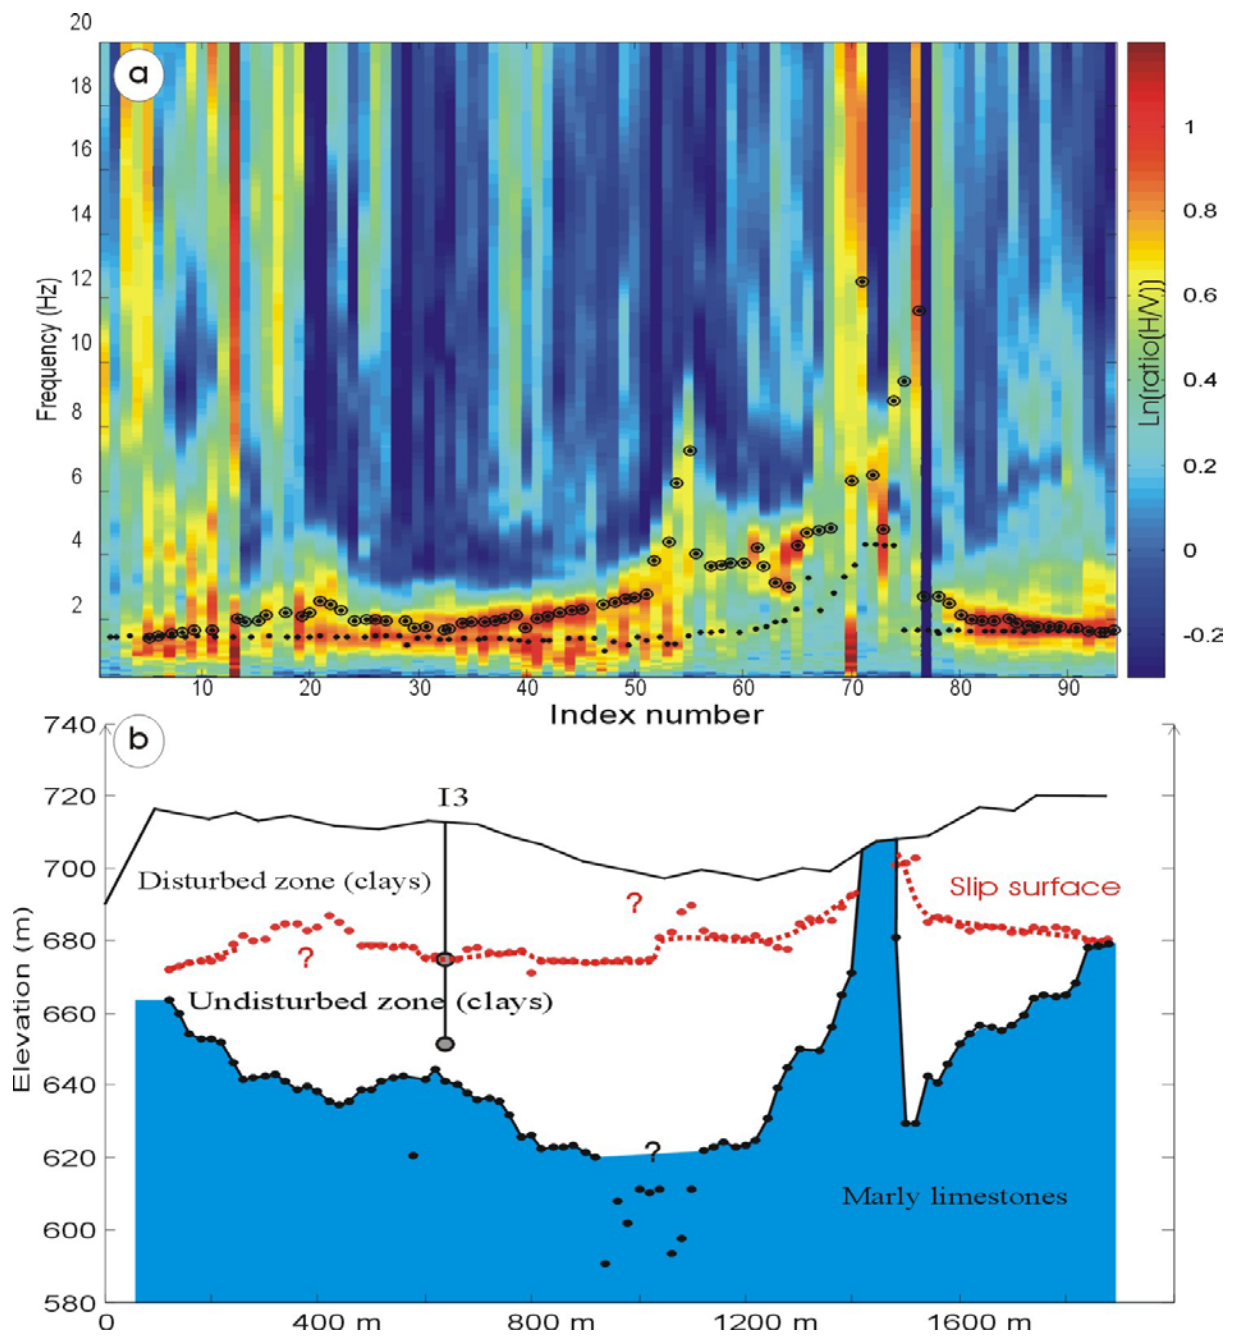 20
a
18
16
14
12
10
8
6
4
2
Frequency (Hz)
10 20 30 40 50 60 70 80 90
Index number
1
0.8
0.6
0.4
0.2
0
-0.2
Ln(ratio(H/V))
740
b
720
700
680
660
640
620
600
580
Elevation (m)
I3
Disturbed zone (clays)
?
Slip surface
?
Undisturbed zone (clays)
?
Marly limestones
0 400 m 800 m 1200 m 1600 m